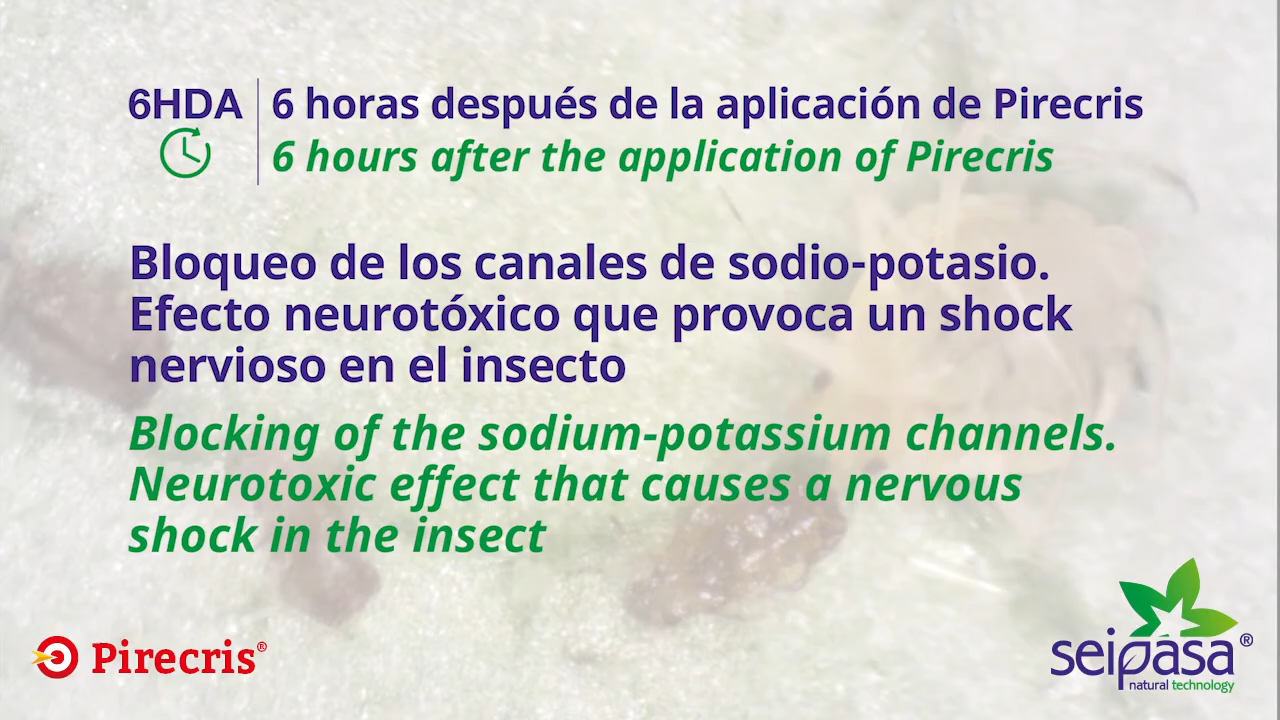 6HDA
6 horas después de la aplicación de Pirecris
6 hours after the application of Pirecris
Bloqueo de los canales de sodio-potasio.
Efecto neurotóxico que provoca un shock
nervioso en el insecto
Blocking of the sodium-potassium channels.
Neurotoxic effect that causes a nervous
shock in the insect
Pirecris®
seipasa®
natural technology